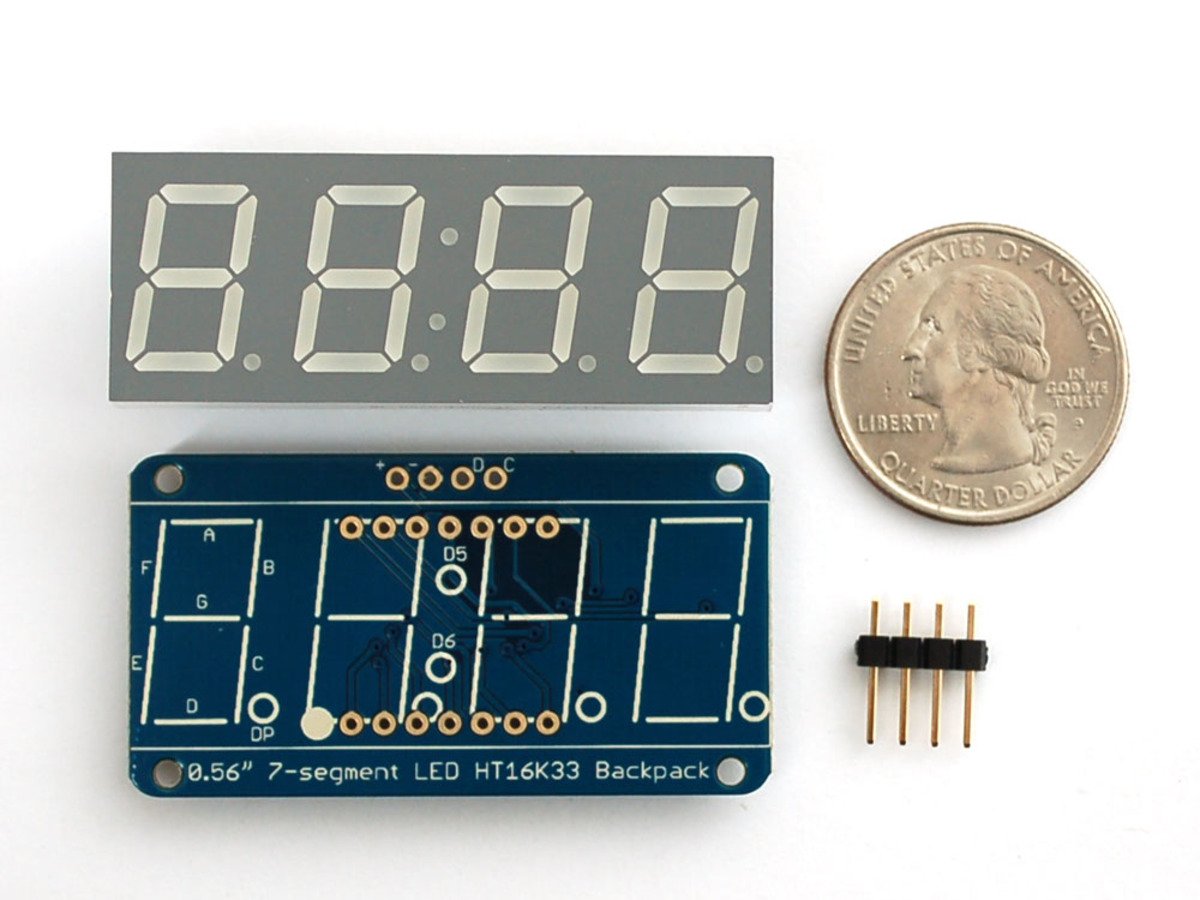 UNITED STATES OF AMERICA
IN
GOD WE
TRUST
P
LIBERTY
QUARTER DOLLAR
+ - D C
A
F B
D5
G
D6
E C
D
DP
0.56” 7-segment LED HT16K33 Backpack